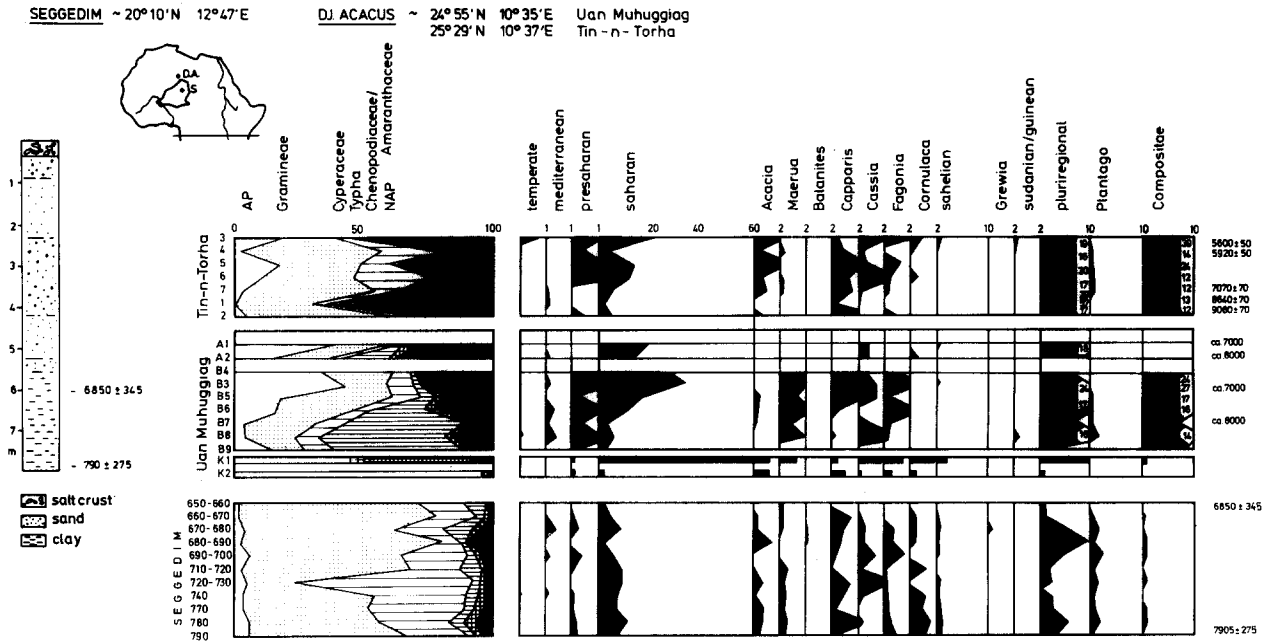 SEGGEDIM ~ 20°10'N 12°47'E
DJ. ACACUS ~ 24°55'N 10°35'E Uan Muhuggiag
25°29'N 10°37'E Tin-n-Torha
D.A.
S
AP
Gramineae
Cyperaceae
Typha
Chenopodiaceae/
Amaranthaceae
NAP
temperate
mediterranean
presaharan
saharan
Acacia
Maerua
Balanites
Capparis
Cassia
Fagonia
Cornulaca
sahelian
Grewia
sudanian/guinean
pluriregional
Plantago
Compositae
0 50 100
1 1 20 40 60 2 2 2 2 2 2 10 10 2 10 10
Tin-n-Torha
3
4
5
6
7
1
2
5600±50
5920±50
7070±70
8640±70
9080±70
Uan Muhuggiag
A1
A2
B4
B3
B5
B6
B7
B8
B9
K1
K2
ca.7000
ca.8000
ca.7000
ca.8000
SEGGEDIM
650-660
660-670
670-680
680-690
690-700
710-720
720-730
740
770
780
790
6850±345
7905±275
1
2
3
4
5
6
7
m
- 6850±345
- 790±275
salt crust
sand
clay